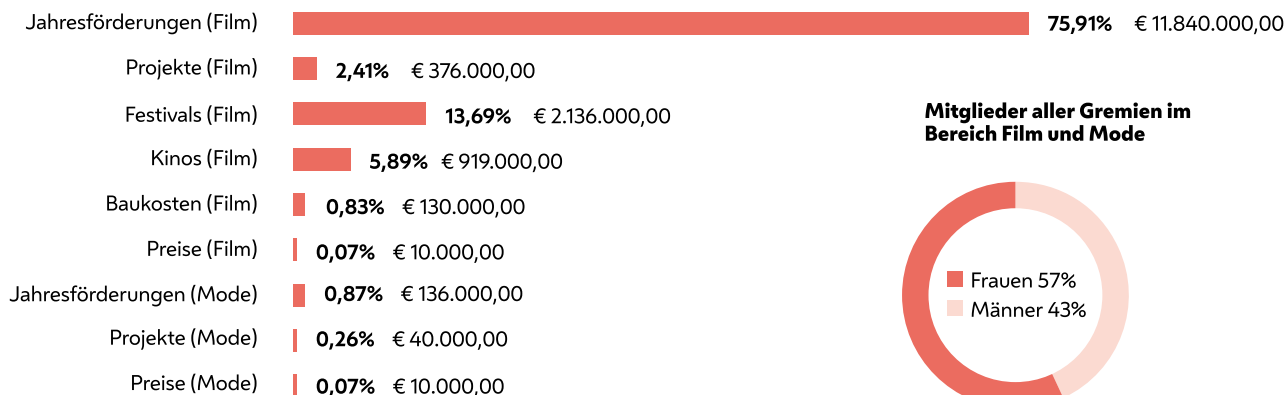 Jahresförderungen (Film) 75,91% € 11.840.000,00
Projekte (Film) 2,41% € 376.000,00
Festivals (Film) 13,69% € 2.136.000,00
Kinos (Film) 5,89% € 919.000,00
Baukosten (Film) 0,83% € 130.000,00
Preise (Film) 0,07% € 10.000,00
Jahresförderungen (Mode) 0,87% € 136.000,00
Projekte (Mode) 0,26% € 40.000,00
Preise (Mode) 0,07% € 10.000,00
Mitglieder aller Gremien im
Bereich Film und Mode
Frauen 57%
Männer 43%